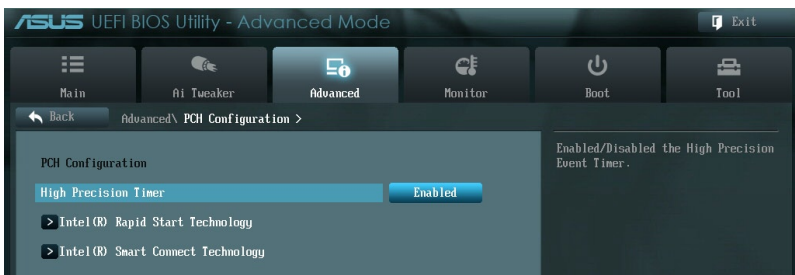 ASUS UEFI BIOS Utility - Advanced Mode
Exit
Main
Ai Tweaker
Advanced
Monitor
Boot
Tool
Back
Advanced\ PCH Configuration >
PCH Configuration
High Precision Timer
Enabled
> Intel(R) Rapid Start Technology
> Intel(R) Smart Connect Technology
Enabled/Disabled the High Precision
Event Timer.